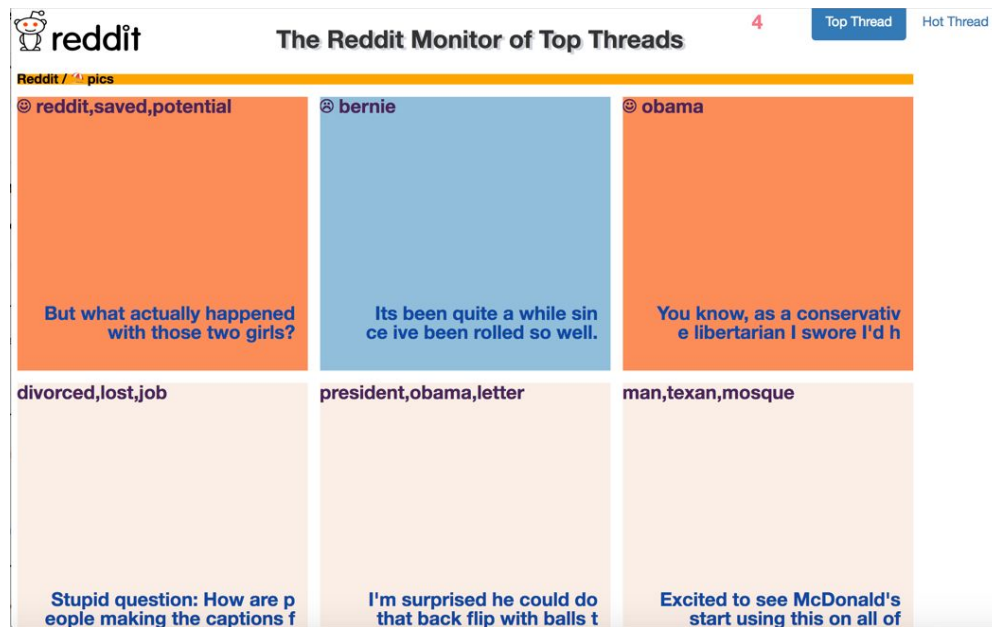 reddit
The Reddit Monitor of Top Threads
4
Top Thread
Hot Thread
Reddit / pics
reddit,saved,potential
bernie
obama
But what actually happened
with those two girls?
Its been quite a while sin
ce ive been rolled so well.
You know, as a conservativ
e libertarian I swore I'd h
divorced,lost,job
president,obama,letter
man,texan,mosque
Stupid question: How are p
eople making the captions f
I'm surprised he could do
that back flip with balls t
Excited to see McDonald's
start using this on all of